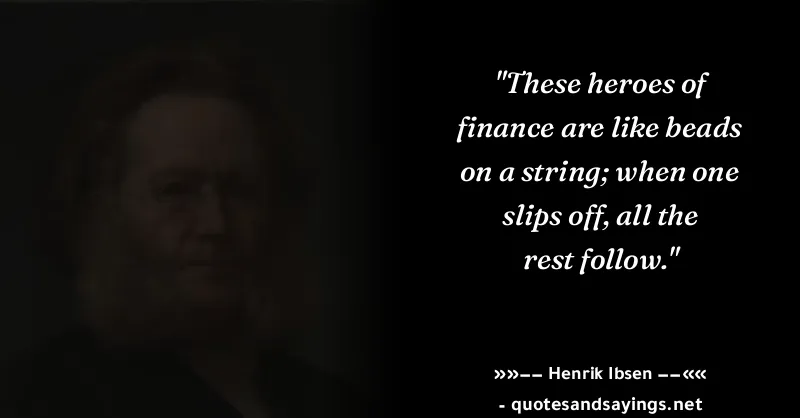 "These heroes of
finance are like beads
on a string; when one
slips off, all the
rest follow."
»»−− Henrik Ibsen −−««
- quotesandsayings.net